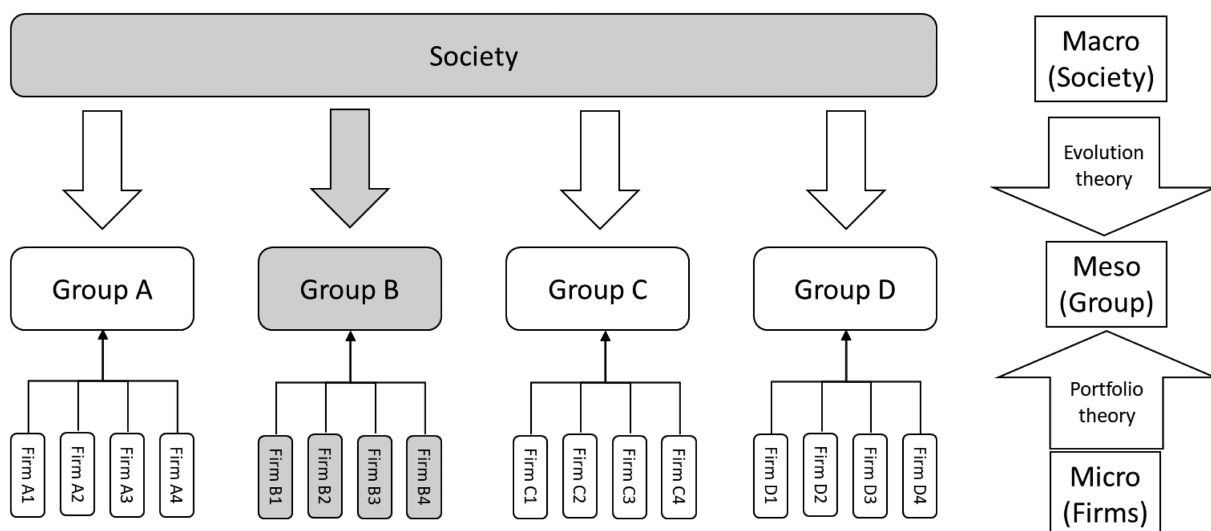 Society
Macro
(Society)
Evolution
theory
Group A
Group B
Group C
Group D
Meso
(Group)
Portfolio
theory
Firm A1
Firm A2
Firm A3
Firm A4
Firm B1
Firm B2
Firm B3
Firm B4
Firm C1
Firm C2
Firm C3
Firm C4
Firm D1
Firm D2
Firm D3
Firm D4
Micro
(Firms)